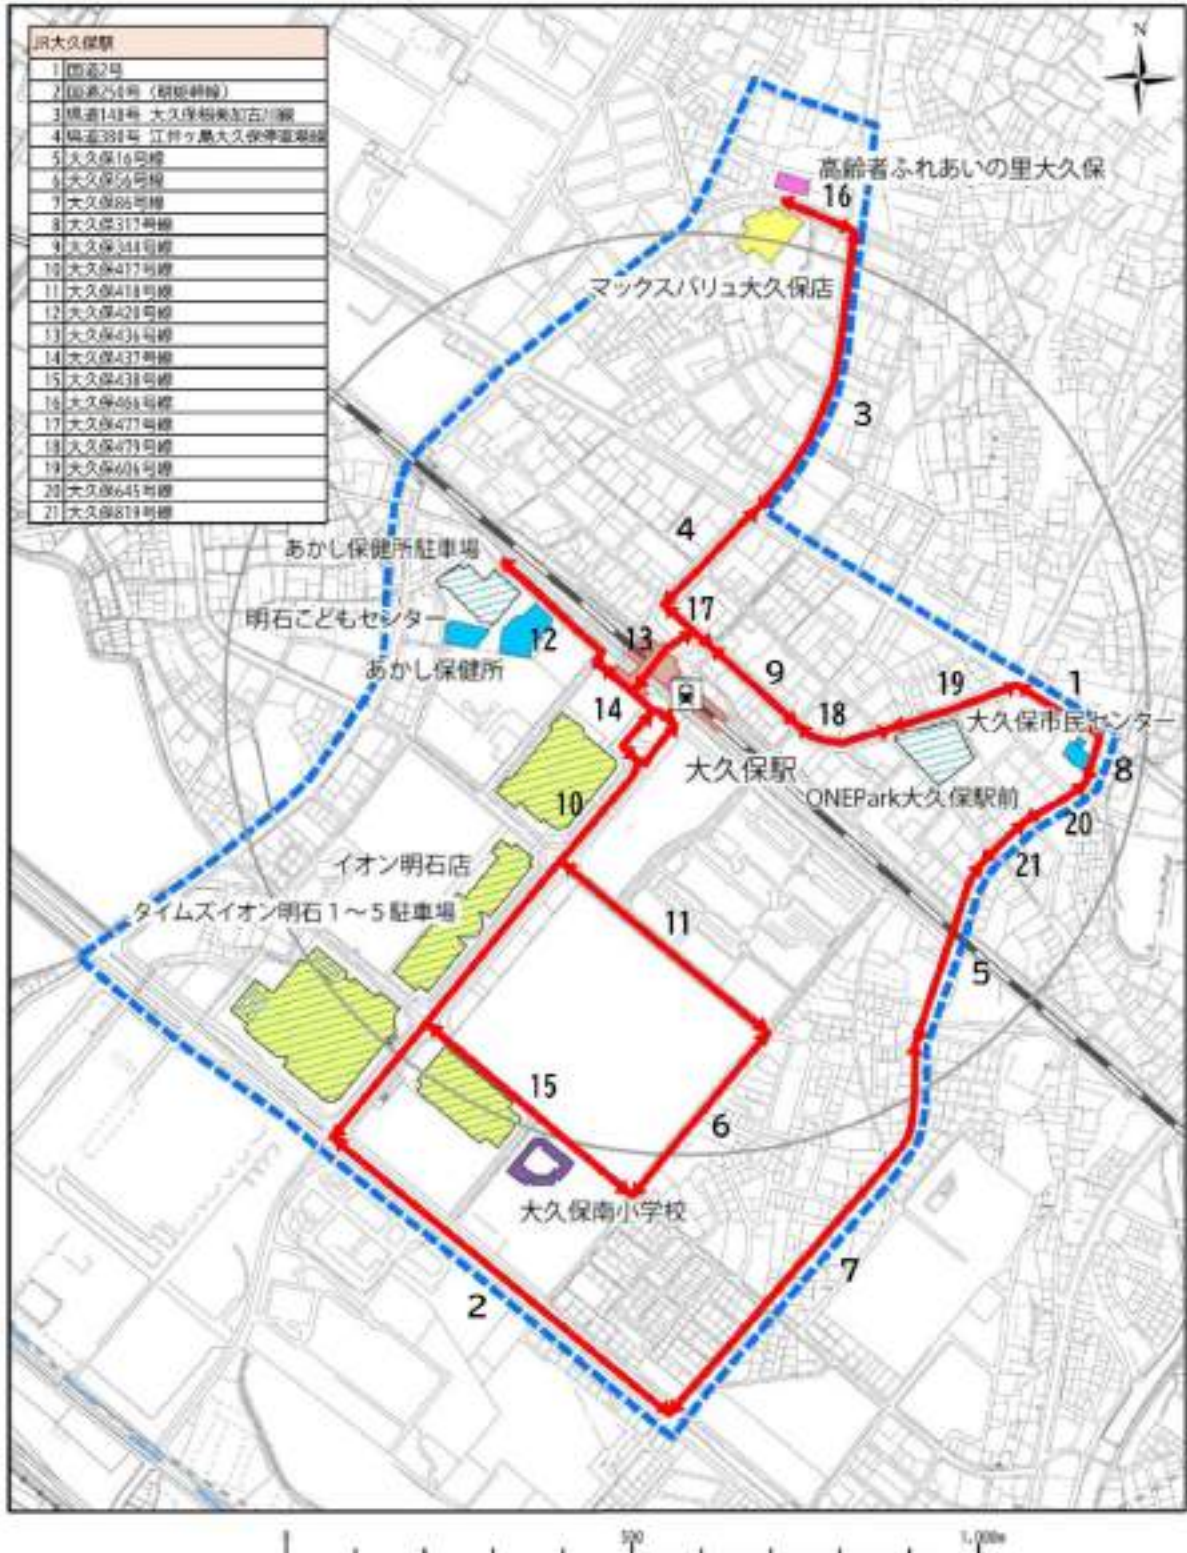 JR大久保駅
1 国道2号
2 国道250号（明姫幹線）
3 県道148号 大久保稲美加古川線
4 県道380号 江井ヶ島大久保停車場線
5 大久保16号線
6 大久保56号線
7 大久保86号線
8 大久保317号線
9 大久保344号線
10 大久保417号線
11 大久保418号線
12 大久保420号線
13 大久保436号線
14 大久保437号線
15 大久保438号線
16 大久保466号線
17 大久保477号線
18 大久保479号線
19 大久保606号線
20 大久保645号線
21 大久保819号線
N
高齢者ふれあいの里大久保
16
マックスバリュ大久保店
3
4
あかし保健所駐車場
17
明石こどもセンター
12
13
あかし保健所
9
19
1
14
18
大久保市民センター
大久保駅
8
ONEPark大久保駅前
10
20
21
イオン明石店
タイムズイオン明石1～5駐車場
11
5
15
6
大久保南小学校
7
2
0
500
1,000m